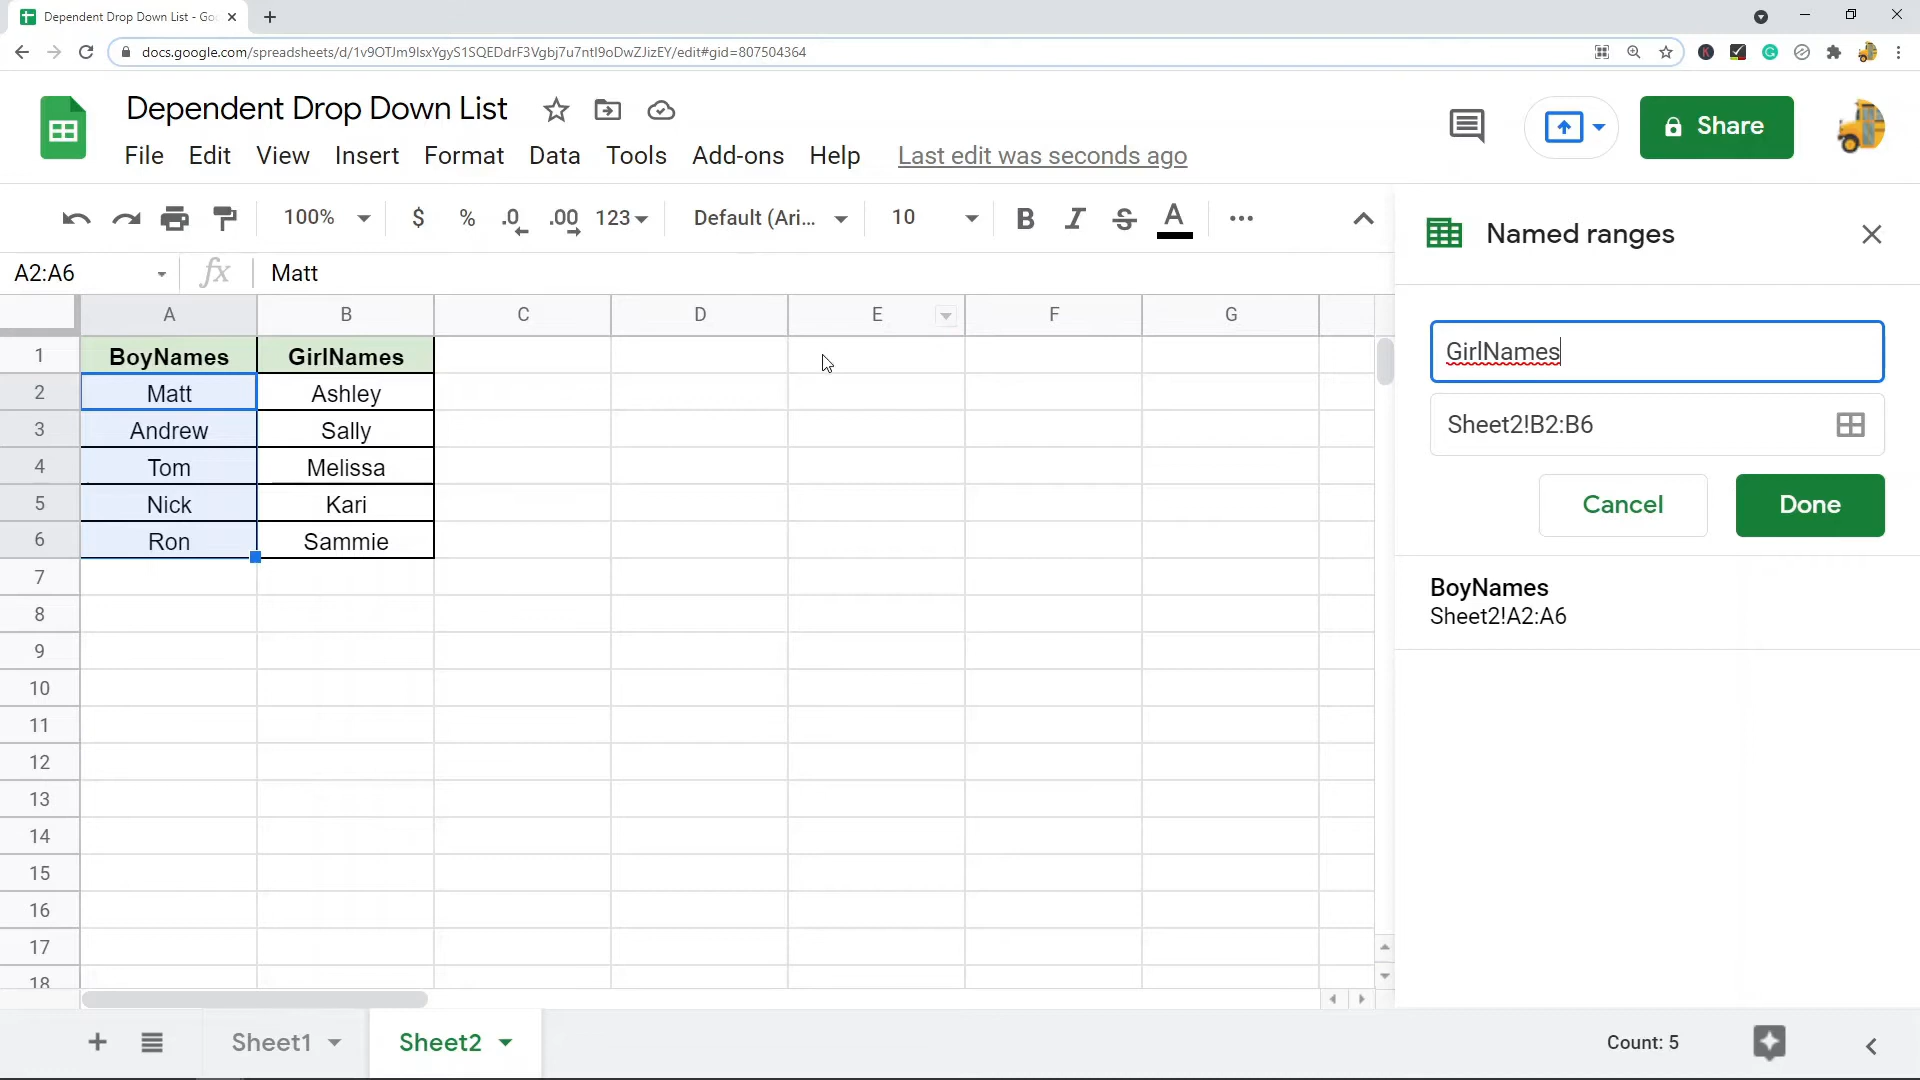 Dependent Drop Down List - Goo
docs.google.com/spreadsheets/d/1v9OTJm9lsxYgyS1SQEDdrF3Vgbj7u7ntI9oDwZJizEY/edit#gid=807504364
Dependent Drop Down List
Share
File Edit View Insert Format Data Tools Add-ons Help Last edit was seconds ago
100% $ % .0 .00 123 Default (Ari... 10 B I S A
Named ranges
A2:A6 fx Matt
A B C D E F G
1 BoyNames GirlNames
2 Matt Ashley
3 Andrew Sally
4 Tom Melissa
5 Nick Kari
6 Ron Sammie
7
8
9
10
11
12
13
14
15
16
17
18
GirlNames
Sheet2!B2:B6
Cancel Done
BoyNames
Sheet2!A2:A6
Sheet1 Sheet2 Count: 5